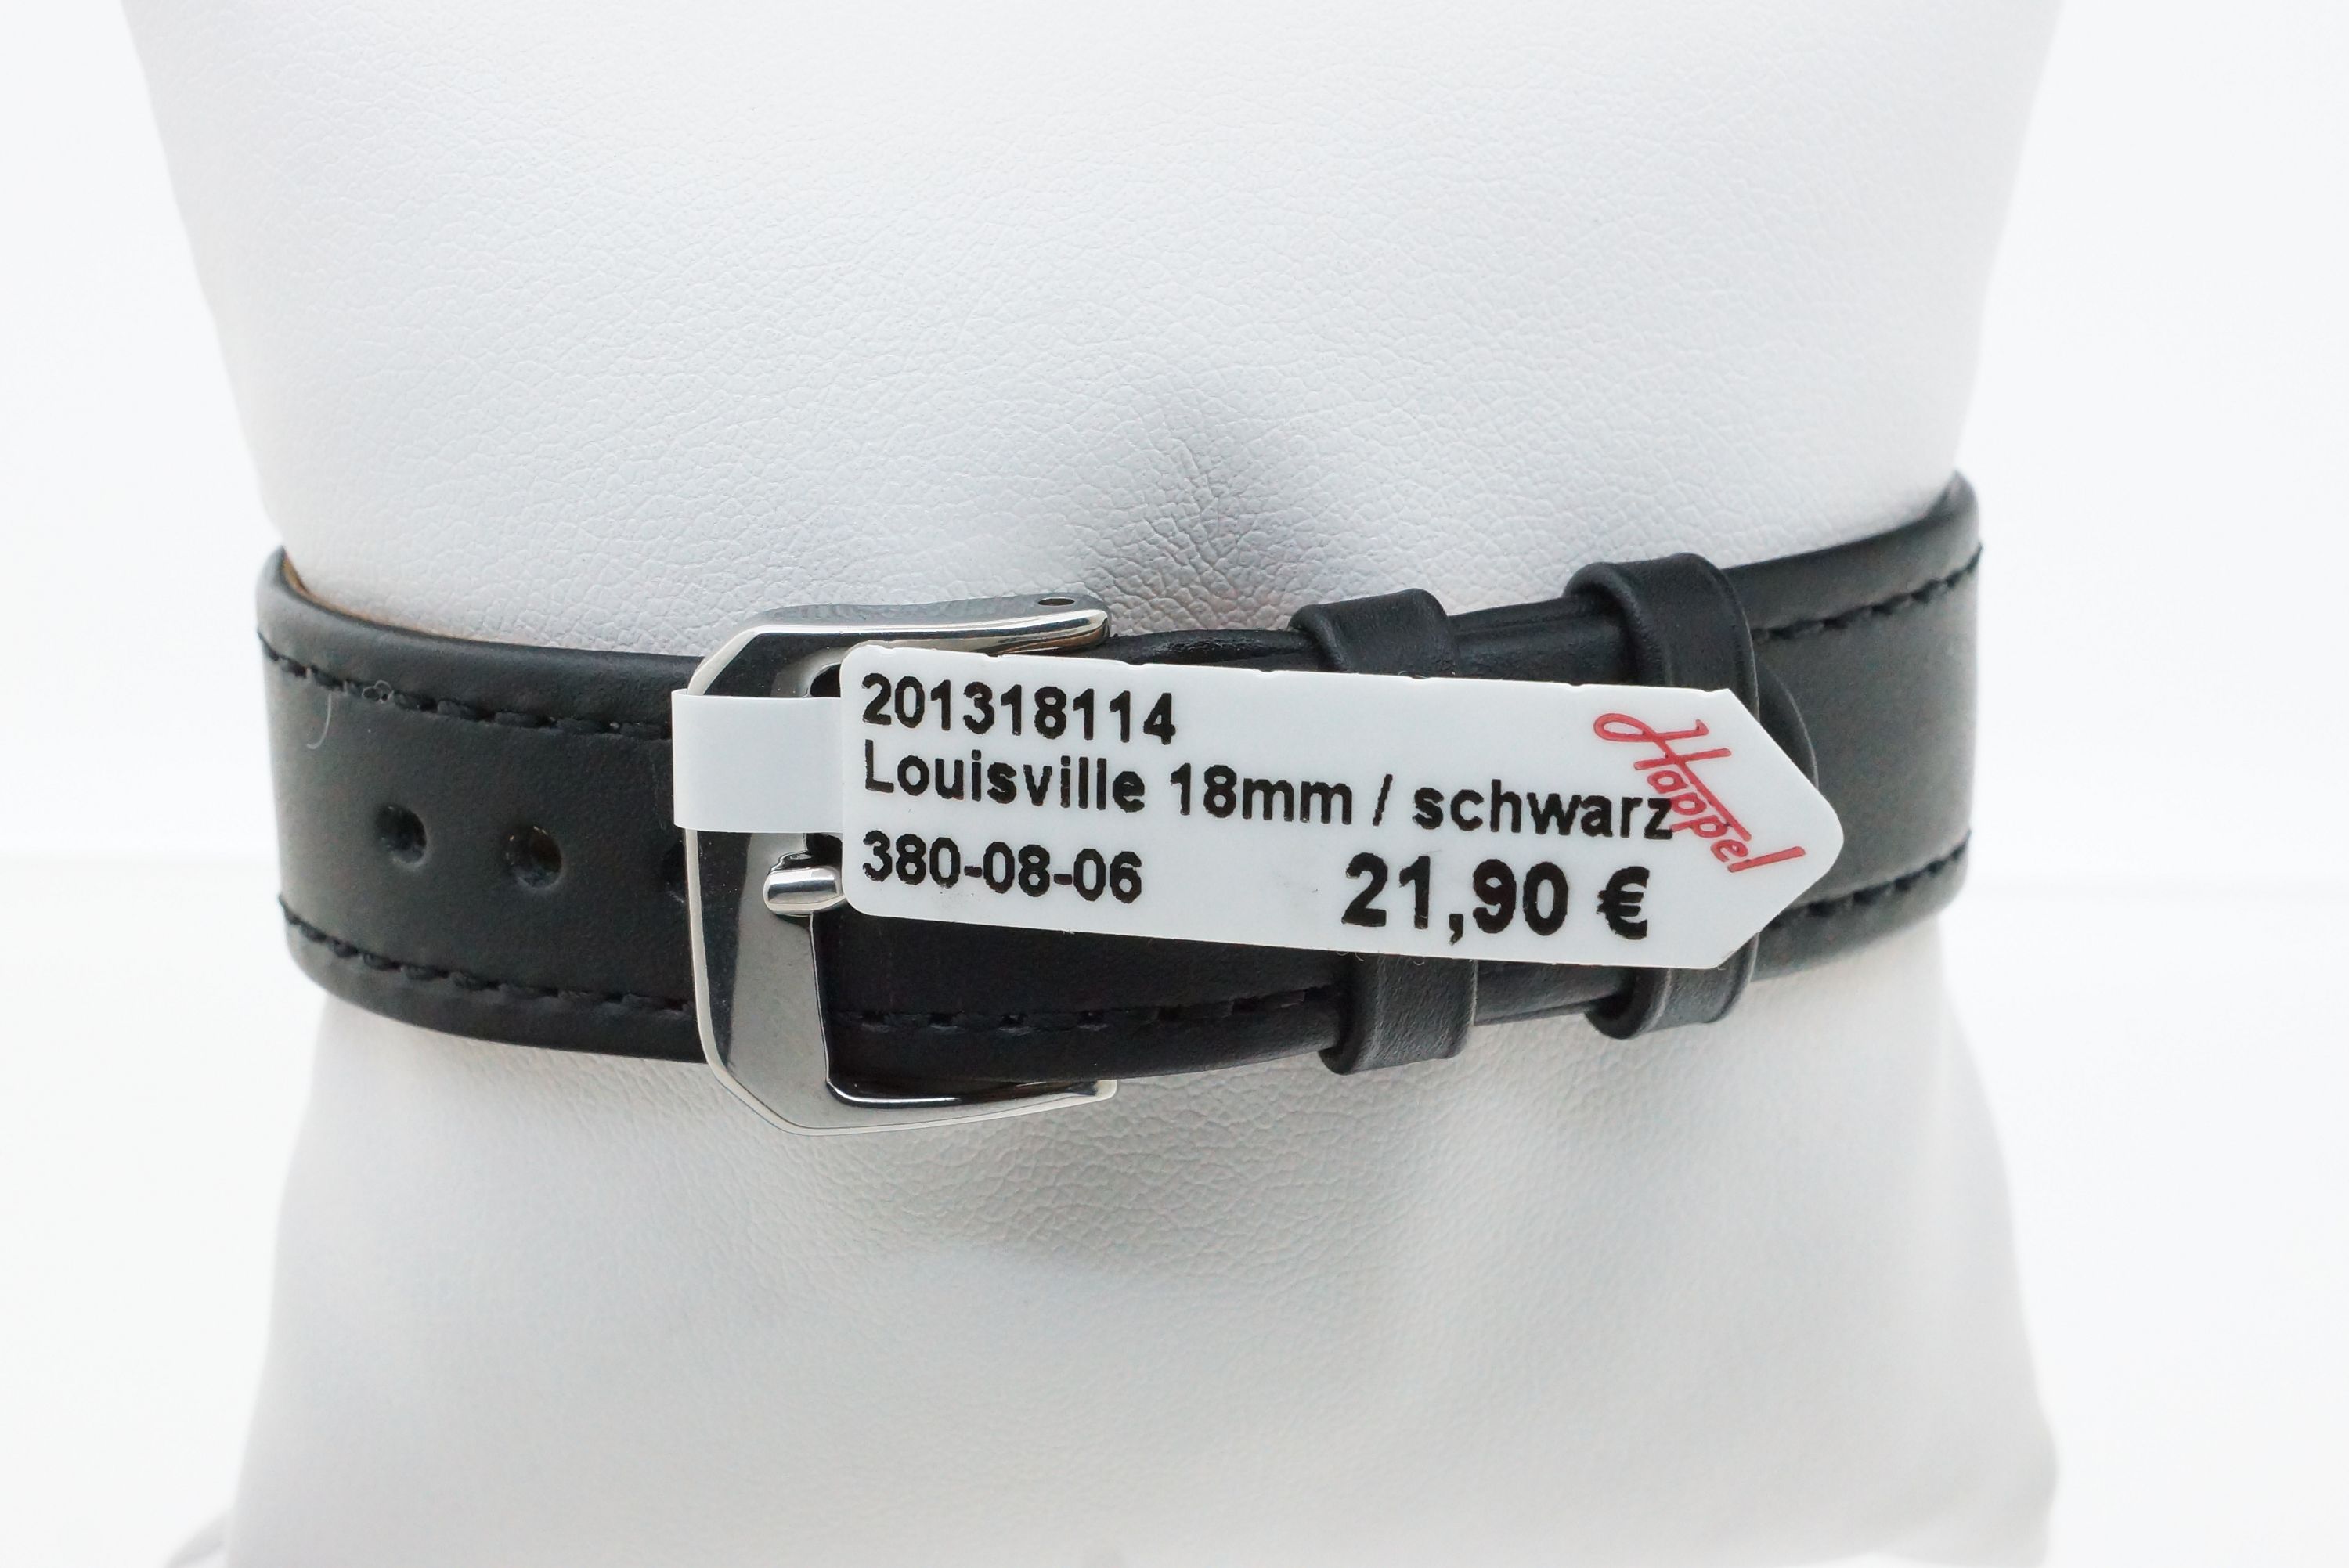 201318114
Louisville 18mm / schwarz
380-08-06
21,90 €
Happel